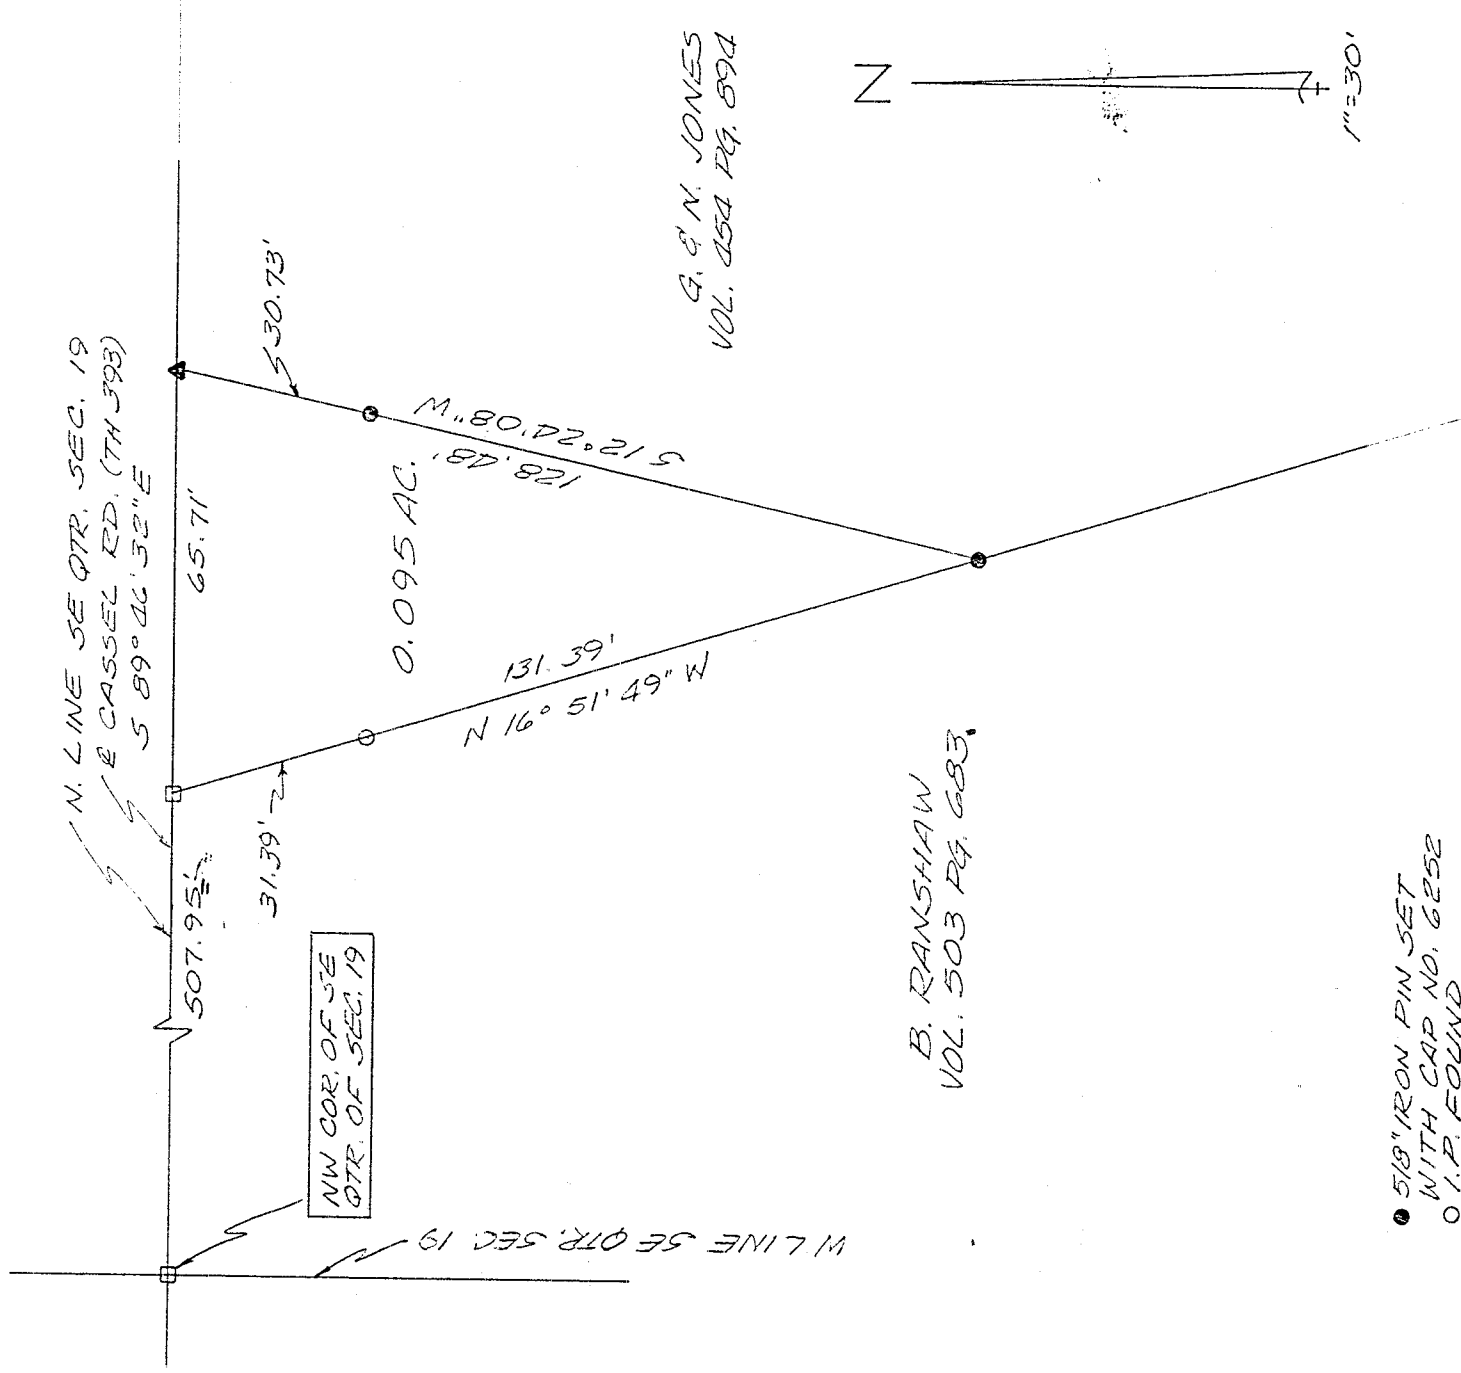 N. LINE SE QTR. SEC. 19
℄ CASSEL RD. (TH 393)
S 89° 46' 32" E
65.71'
507.95'±
NW COR. OF SE
QTR. OF SEC. 19
W LINE SE QTR. SEC 19
31.39'
30.73'
S 12° 24' 08" W
128.48'
0.095 AC.
131.39'
N 16° 51' 49" W
G. & N. JONES
VOL. 454 PG. 894
B. RANSHAW
VOL. 503 PG. 683
N
1"=30'
● 5/8" IRON PIN SET
WITH CAP NO. 6252
○ I.P. FOUND